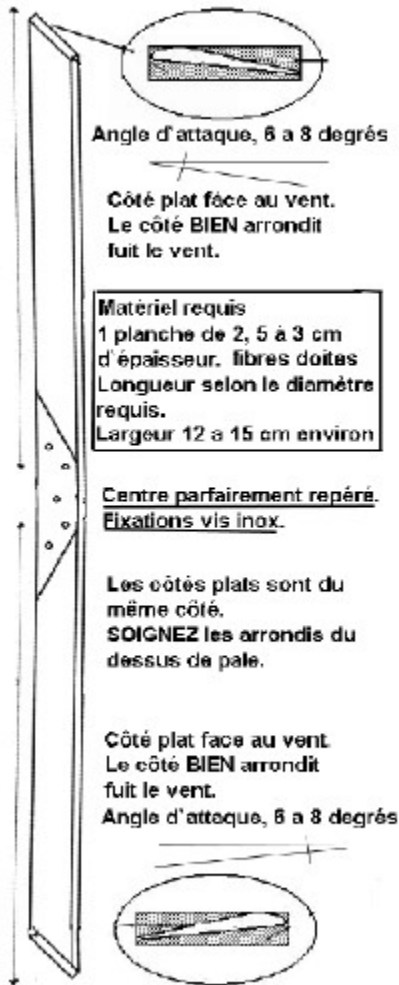 Angle d'attaque, 6 a 8 degrés
Côté plat face au vent.
Le côté BIEN arrondit
fuit le vent.
Matériel requis
1 planche de 2, 5 à 3 cm
d'épaisseur. fibres doites
Longueur selon le diamètre
requis.
Largeur 12 a 15 cm environ
Centre parfairement repéré.
Fixations vis inox.
Les côtés plats sont du
même côté.
SOIGNEZ les arrondis du
dessus de pale.
Côté plat face au vent.
Le côté BIEN arrondit
fuit le vent.
Angle d'attaque, 6 a 8 degrés